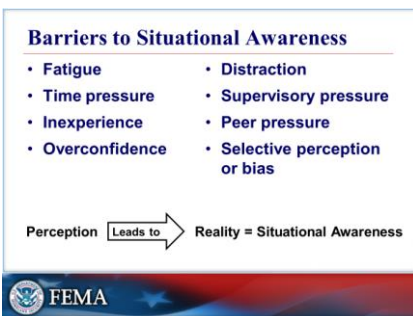 Barriers to Situational Awareness
• Fatigue
• Time pressure
• Inexperience
• Overconfidence
• Distraction
• Supervisory pressure
• Peer pressure
• Selective perception
or bias
Perception Leads to Reality = Situational Awareness
FEMA